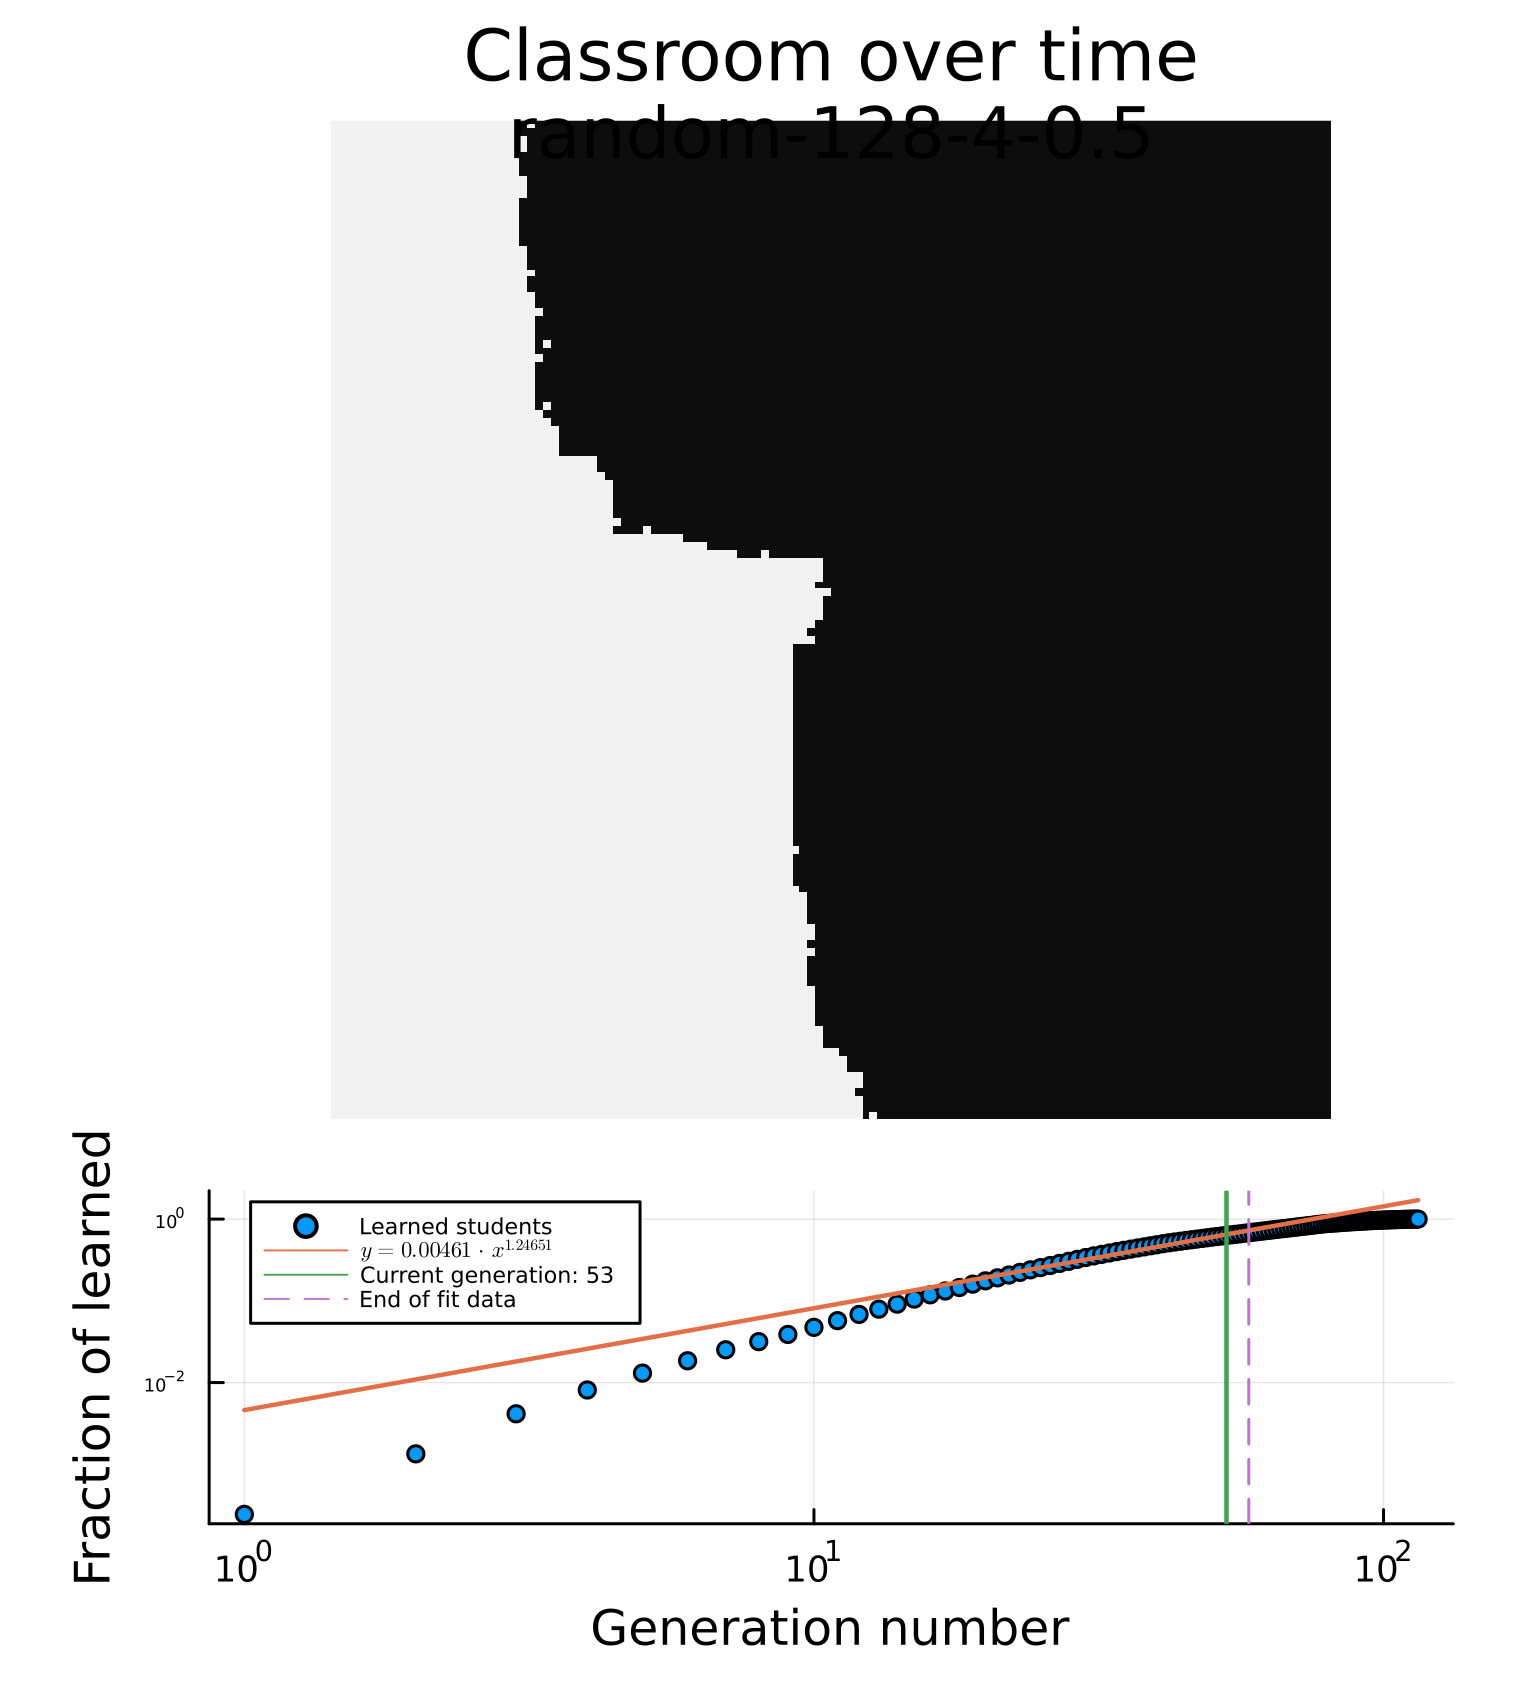 Classroom over time
random-128-4-0.5
Fraction of learned
10⁰
10⁻²
Learned students
y = 0.00461 · x^1.24651
Current generation: 53
End of fit data
10⁰
10¹
10²
Generation number